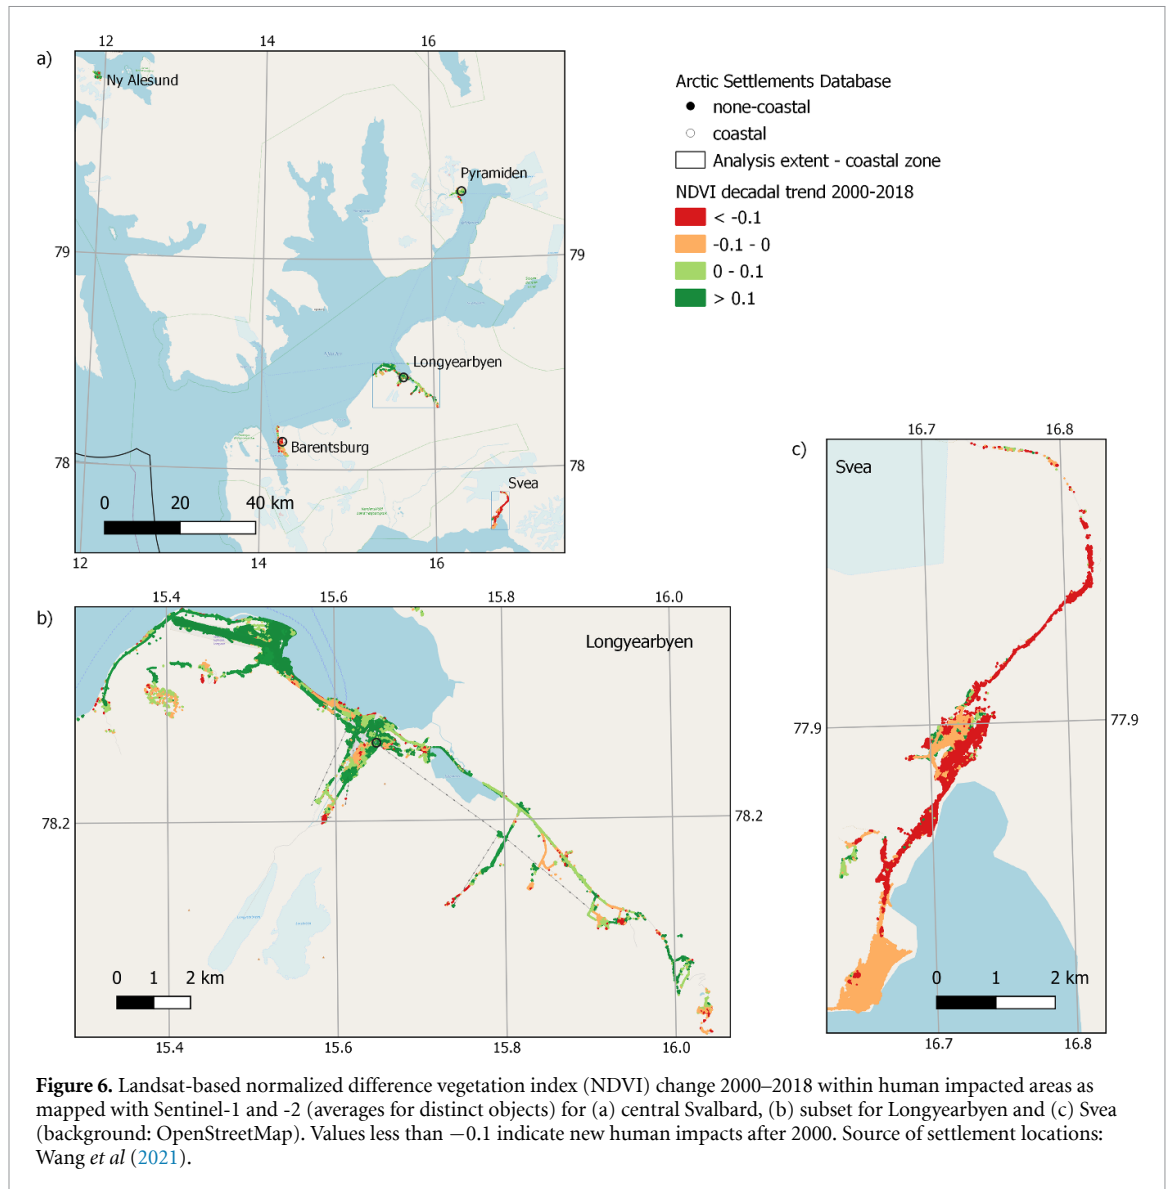 a)
12
14
16
Ny Alesund
Pyramiden
79
79
Longyearbyen
Barentsburg
78
78
Svea
0 20 40 km
12
14
16
Arctic Settlements Database
none-coastal
coastal
Analysis extent - coastal zone
NDVI decadal trend 2000-2018
< -0.1
-0.1 - 0
0 - 0.1
> 0.1
b)
15.4
15.6
15.8
16.0
Longyearbyen
78.2
78.2
0 1 2 km
15.4
15.6
15.8
16.0
c)
16.7
16.8
Svea
77.9
77.9
0 1 2 km
16.7
16.8
Figure 6. Landsat-based normalized difference vegetation index (NDVI) change 2000–2018 within human impacted areas as
mapped with Sentinel-1 and -2 (averages for distinct objects) for (a) central Svalbard, (b) subset for Longyearbyen and (c) Svea
(background: OpenStreetMap). Values less than −0.1 indicate new human impacts after 2000. Source of settlement locations:
Wang et al (2021).